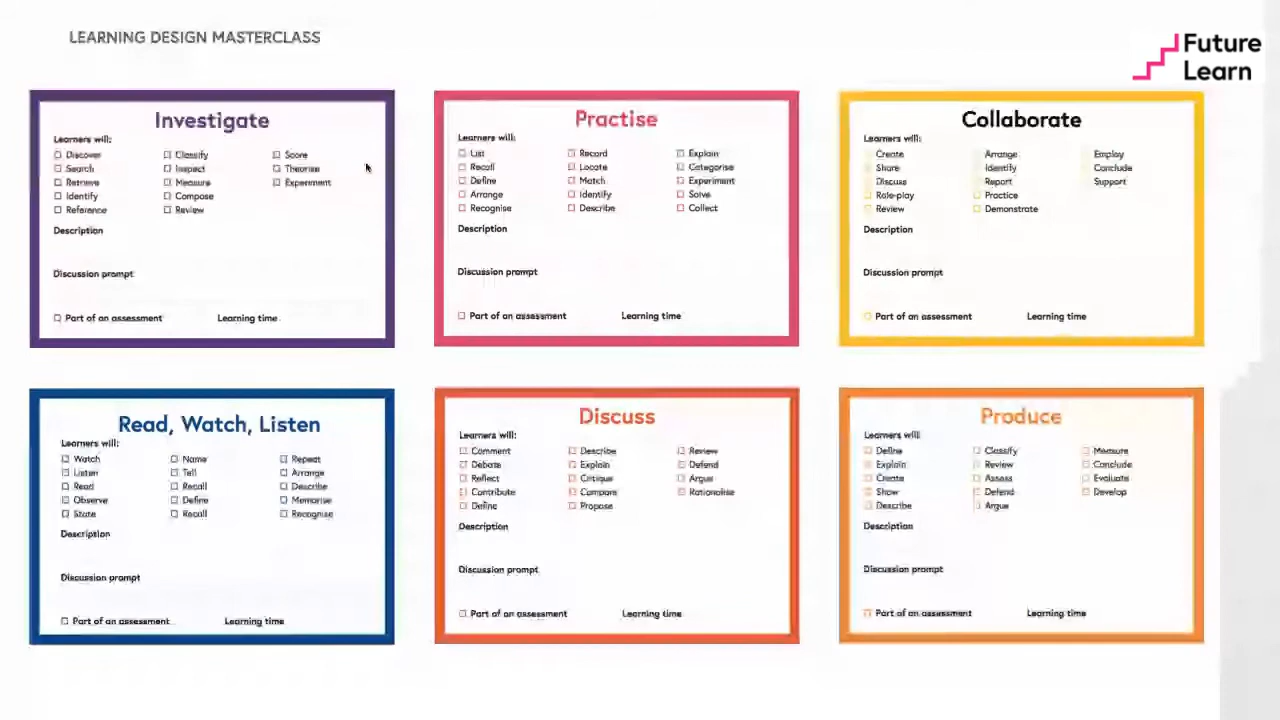 LEARNING DESIGN MASTERCLASS
Future
Learn
Investigate
Learners will:
Discover Classify Score
Search Inspect Theorise
Retrieve Measure Experiment
Identify Compose
Reference Review
Description
Discussion prompt
Part of an assessment Learning time
Practise
Learners will:
List Record Explain
Recall Locate Categorise
Define Match Experiment
Arrange Identify Solve
Recognise Describe Collect
Description
Discussion prompt
Part of an assessment Learning time
Collaborate
Learners will:
Create Arrange Employ
Share Identify Conclude
Discuss Report Support
Role-play Practice
Review Demonstrate
Description
Discussion prompt
Part of an assessment Learning time
Read, Watch, Listen
Learners will:
Watch Name Repeat
Listen Tell Arrange
Read Recall Describe
Observe Define Memorise
State Recall Recognise
Description
Discussion prompt
Part of an assessment Learning time
Discuss
Learners will:
Comment Describe Review
Debate Explain Defend
Reflect Critique Argue
Contribute Compare Rationalise
Define Propose
Description
Discussion prompt
Part of an assessment Learning time
Produce
Learners will:
Define Classify Measure
Explain Review Conclude
Create Assess Evaluate
Show Defend Develop
Describe Argue
Description
Discussion prompt
Part of an assessment Learning time